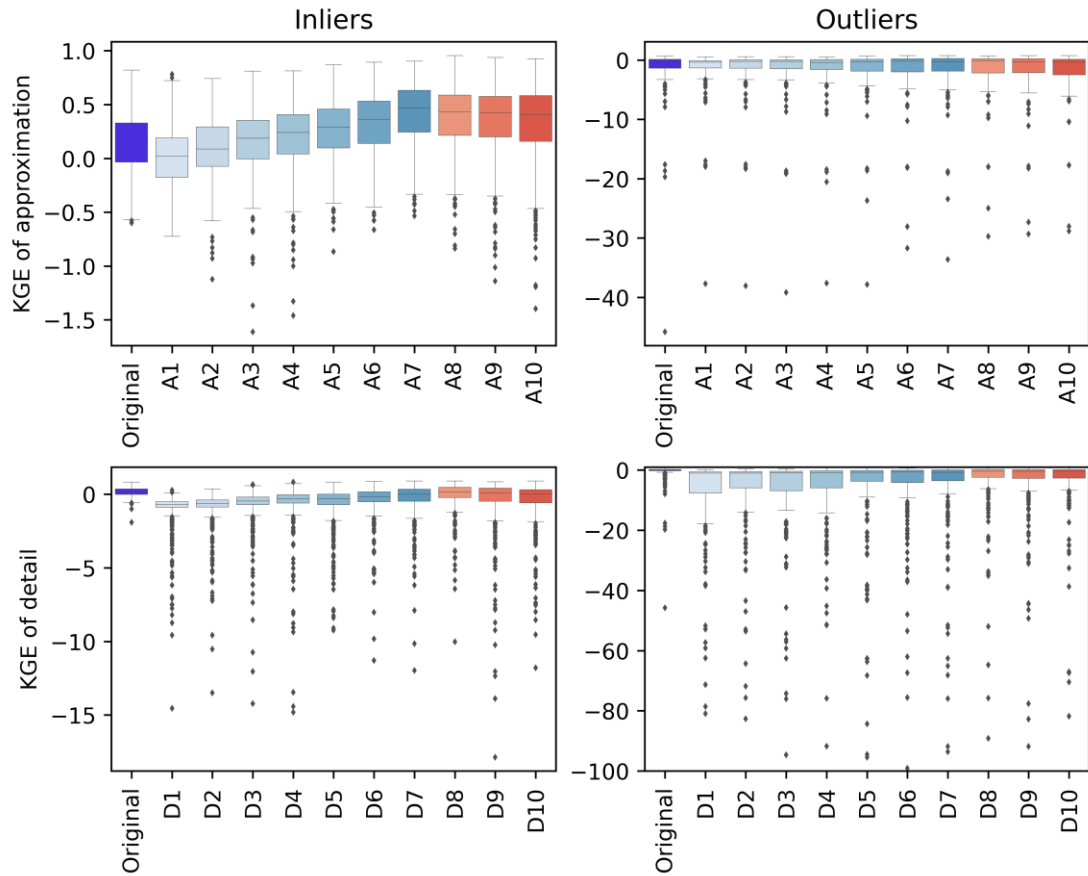 Inliers
Outliers
KGE of approximation
1.0
0.5
0.0
−0.5
−1.0
−1.5
Original A1 A2 A3 A4 A5 A6 A7 A8 A9 A10
0
−10
−20
−30
−40
Original A1 A2 A3 A4 A5 A6 A7 A8 A9 A10
KGE of detail
0
−5
−10
−15
Original D1 D2 D3 D4 D5 D6 D7 D8 D9 D10
0
−20
−40
−60
−80
−100
Original D1 D2 D3 D4 D5 D6 D7 D8 D9 D10